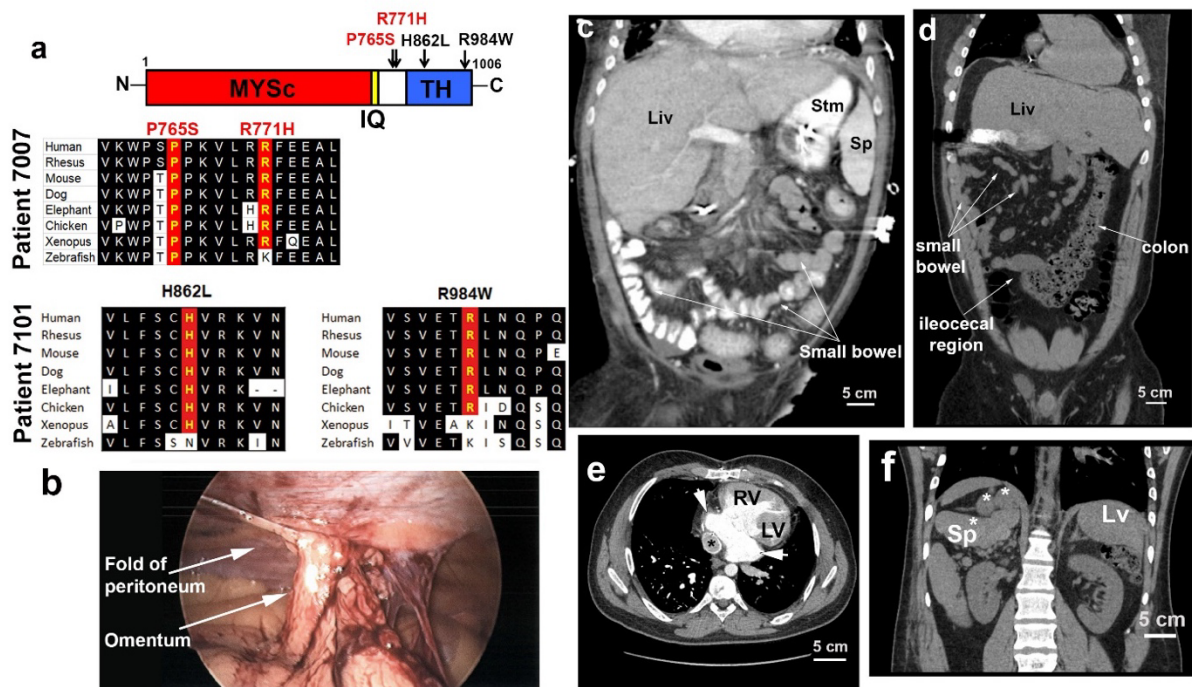 a
R771H
P765S H862L R984W
1 1006
N MYSc TH C
IQ
Patient 7007
P765S R771H
Human V K W P S P P K V L R R F E E A L
Rhesus V K W P S P P K V L R R F E E A L
Mouse V K W P T P P K V L R R F E E A L
Dog V K W P T P P K V L R R F E E A L
Elephant V K W P T P P K V L H R F E E A L
Chicken V P W P T P P K V L H R F E E A L
Xenopus V K W P T P P K V L R R F Q E A L
Zebrafish V K W P T P P K V L R K F E E A L
Patient 7101
H862L
Human V L F S C H V R K V N
Rhesus V L F S C H V R K V N
Mouse V L F S C H V R K V N
Dog V L F S C H V R K V N
Elephant I L F S C H V R K - -
Chicken V L F S C H V R K V N
Xenopus A L F S C H V R K V N
Zebrafish V L F S S N V R K I N
R984W
Human V S V E T R L N Q P Q
Rhesus V S V E T R L N Q P Q
Mouse V S V E T R L N Q P E
Dog V S V E T R L N Q P Q
Elephant V S V E T R L N Q P Q
Chicken V S V E T R I D Q S Q
Xenopus I T V E A K I N Q S Q
Zebrafish V V V E T K I S Q S Q
b
Fold of
peritoneum
Omentum
c
Liv
Stm
Sp
Small bowel
5 cm
d
Liv
small
bowel
colon
ileocecal
region
5 cm
e
RV
LV
*
5 cm
f
* *
*
Sp
Lv
5 cm